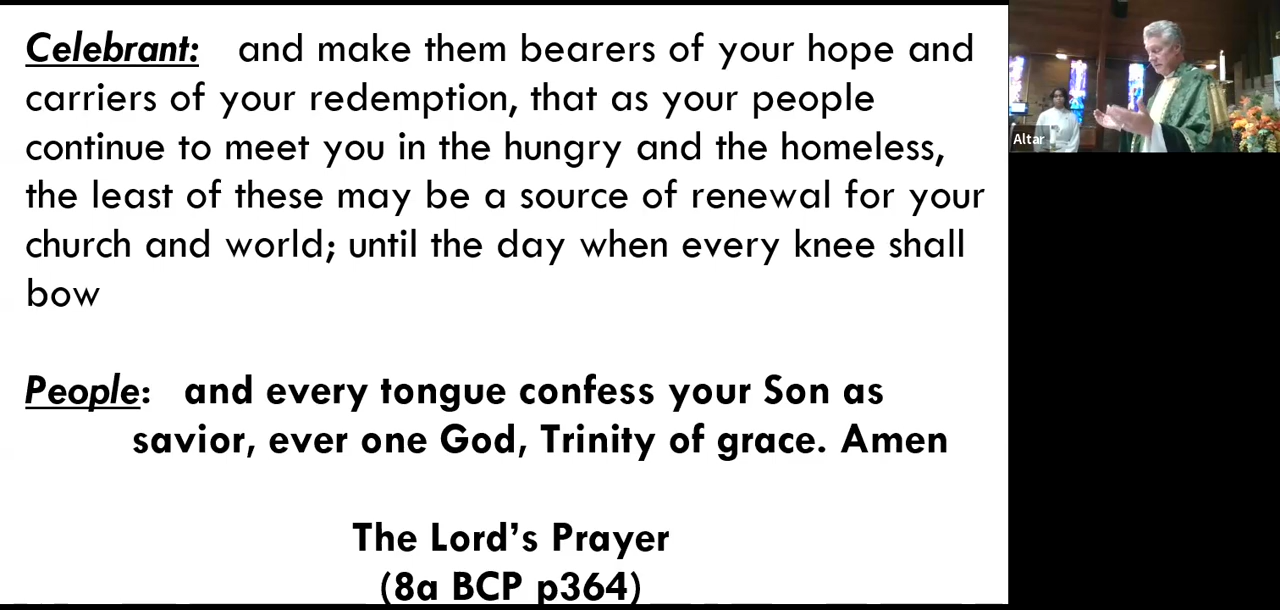 Celebrant: and make them bearers of your hope and
carriers of your redemption, that as your people
continue to meet you in the hungry and the homeless,
the least of these may be a source of renewal for your
church and world; until the day when every knee shall
bow
People: and every tongue confess your Son as
savior, ever one God, Trinity of grace. Amen
The Lord’s Prayer
(8a BCP p364)
Altar